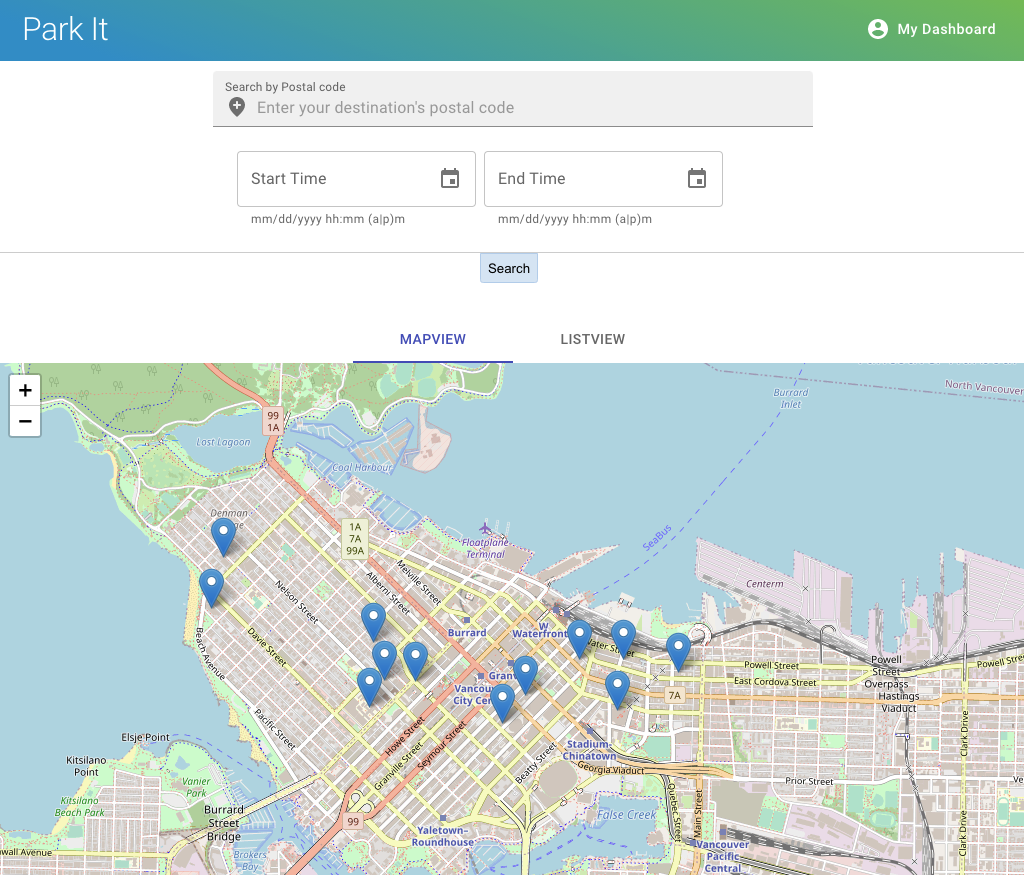 Park It
My Dashboard
Search by Postal code
Enter your destination's postal code
Start Time
End Time
mm/dd/yyyy hh:mm (a|p)m
mm/dd/yyyy hh:mm (a|p)m
Search
MAPVIEW
LISTVIEW
+
−
North Vancouver
Burrard
Inlet
99
1A
Lost Lagoon
Coal Harbour
Denman
1A
7A
99A
Floatplane
Terminal
SeaBus
Centerm
Melville Street
Alberni Street
Nelson Street
Davie Street
Beach Avenue
Pacific Street
Burrard
W
Waterfront
Water Street
Powell Street
East Cordova Street
7A
Powell
Street
Overpass
Hastings
Viaduct
Clark Drive
Vancou
City Cen
Howe Street
Granville Street
Seymour Street
Beatty Street
Stadium-
Chinatown
Georgia Viaduct
Prior Street
Elsje Point
Kitsilano
Point
Vanier
Park
Kitsilano
Beach Park
Burrard
Street
Bridge
99
Yaletown–
Roundhouse
False Creek
Quebec Street
Main Street
Clark Drive
Vancouver
Pacific
Central
wall Avenue
Brokers
Bay